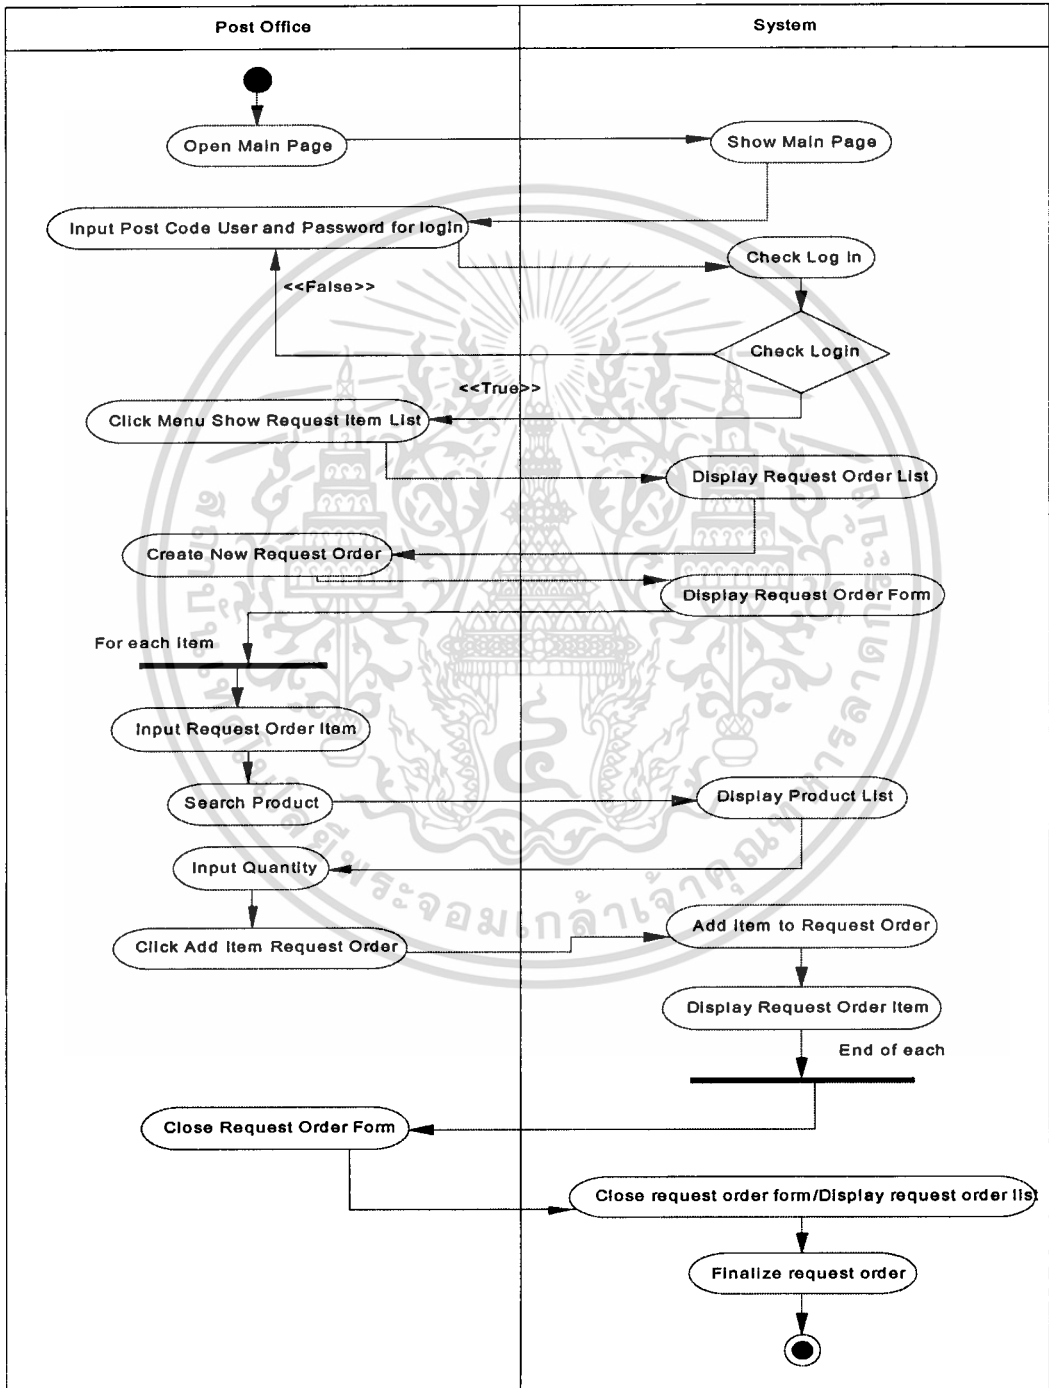 Post Office
System
Open Main Page
Show Main Page
Input Post Code User and Password for login
Check Log In
<<False>>
Check Login
<<True>>
Click Menu Show Request Item List
Display Request Order List
Create New Request Order
Display Request Order Form
For each Item
Input Request Order Item
Search Product
Display Product List
Input Quantity
Click Add Item Request Order
Add Item to Request Order
Display Request Order Item
End of each
Close Request Order Form
Close request order form/Display request order list
Finalize request order